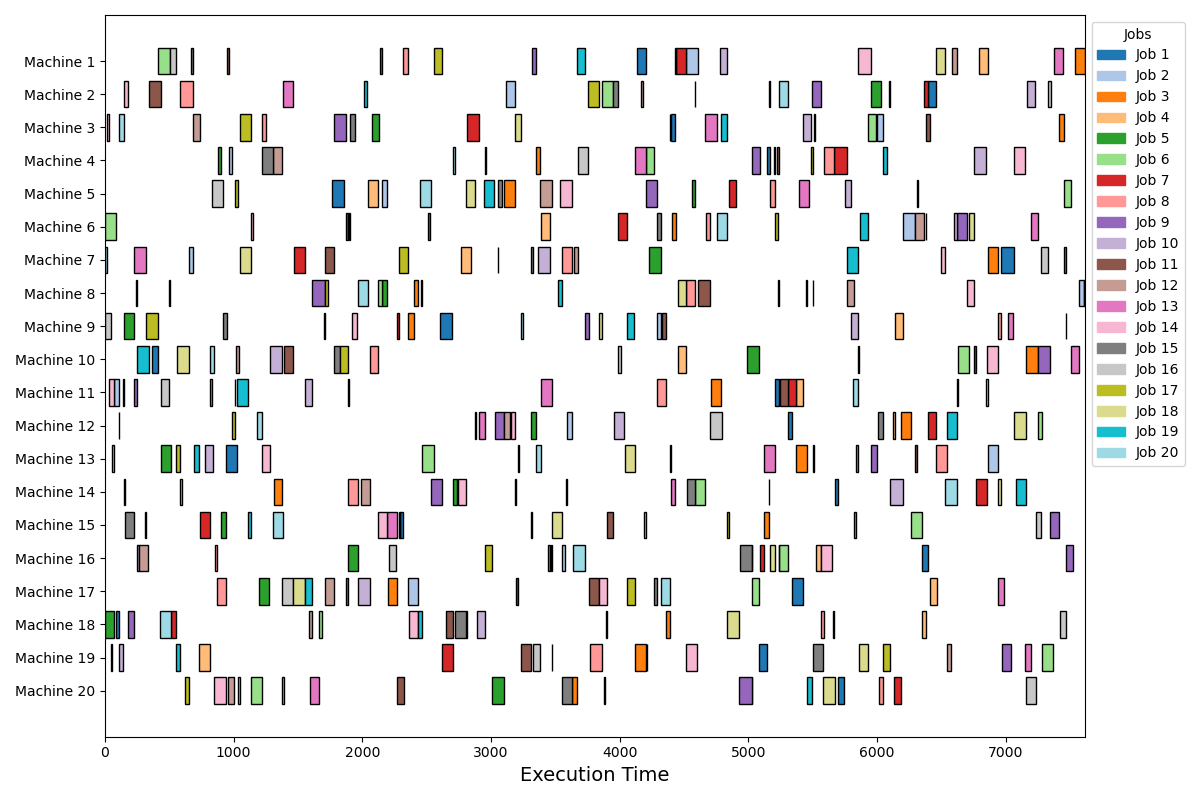 Machine 1
Machine 2
Machine 3
Machine 4
Machine 5
Machine 6
Machine 7
Machine 8
Machine 9
Machine 10
Machine 11
Machine 12
Machine 13
Machine 14
Machine 15
Machine 16
Machine 17
Machine 18
Machine 19
Machine 20
0 1000 2000 3000 4000 5000 6000 7000
Execution Time
Jobs
Job 1
Job 2
Job 3
Job 4
Job 5
Job 6
Job 7
Job 8
Job 9
Job 10
Job 11
Job 12
Job 13
Job 14
Job 15
Job 16
Job 17
Job 18
Job 19
Job 20